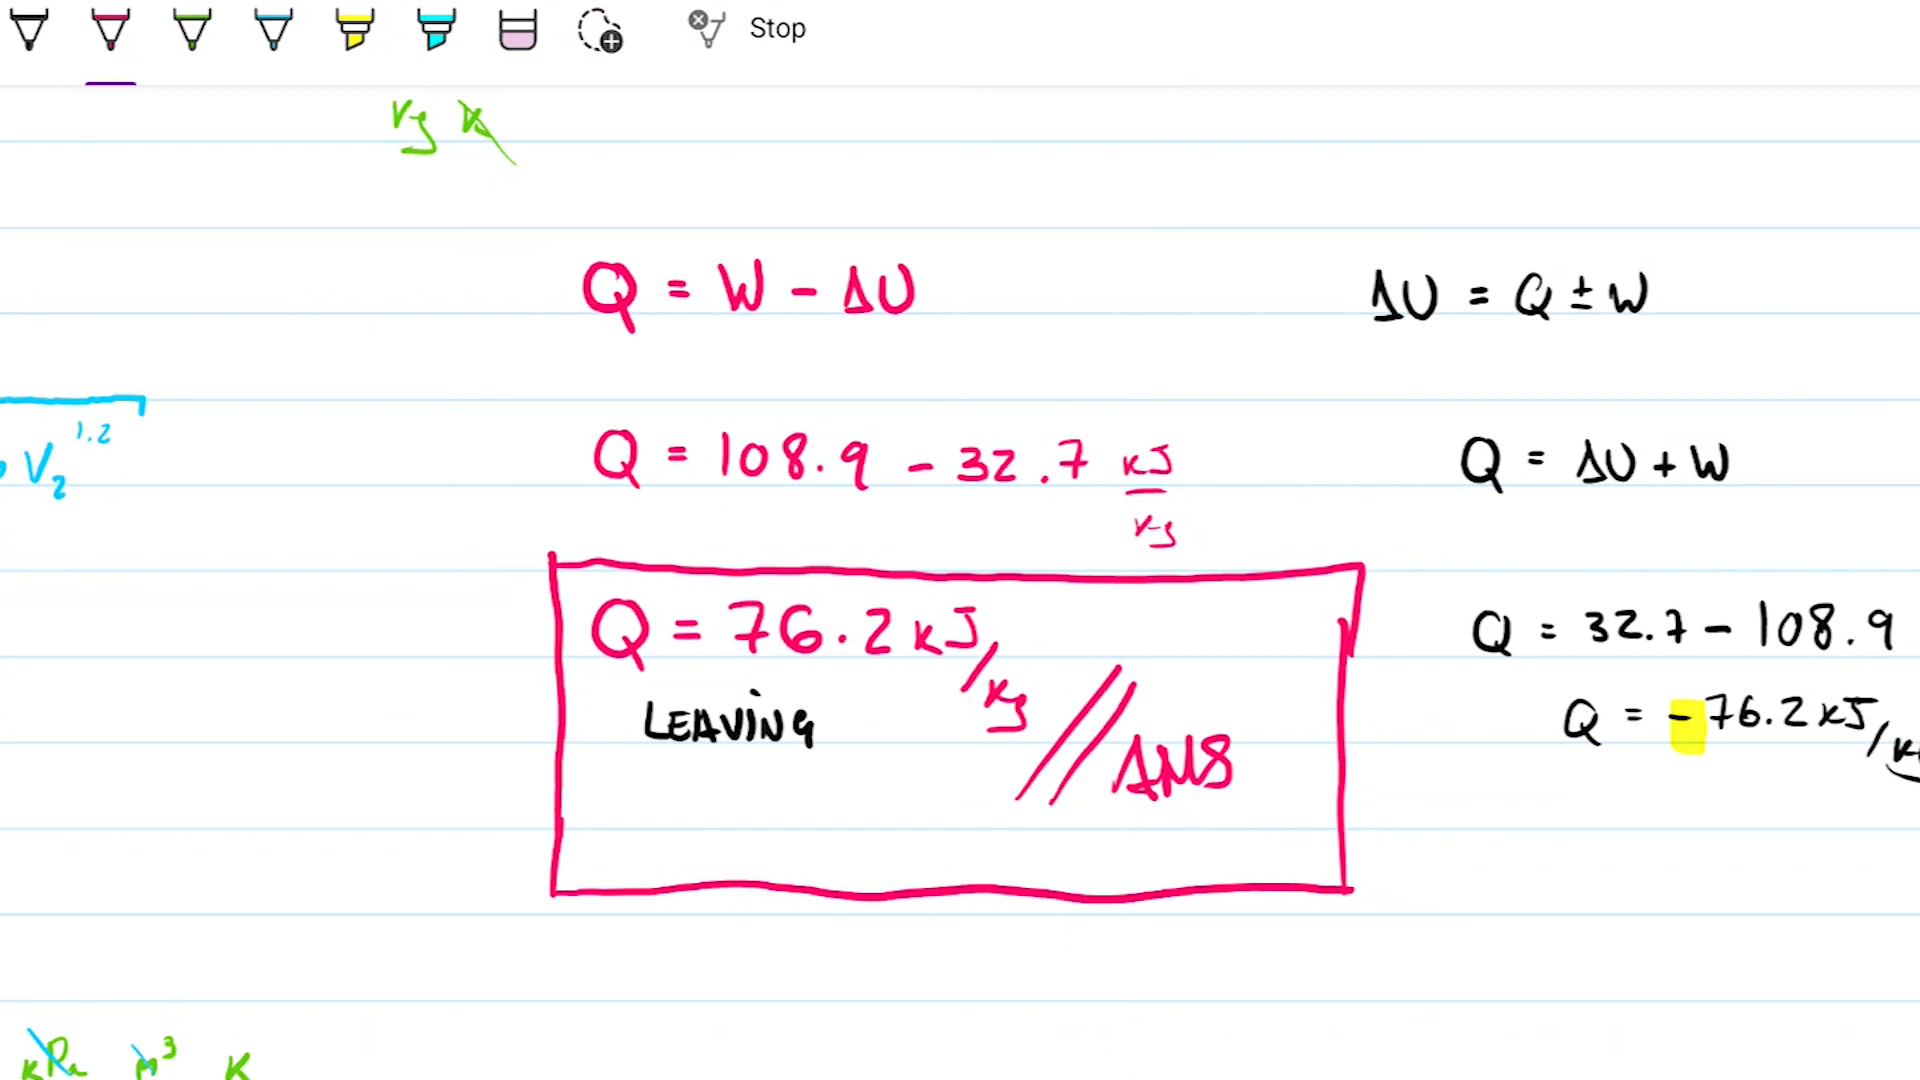 Stop
kg K
Q = W - ΔU
ΔU = Q ± W
V₂^1.2
Q = 108.9 - 32.7 kJ/kg
Q = ΔU + W
Q = 76.2 kJ/kg
LEAVING
ANS
Q = 32.7 - 108.9
Q = -76.2 kJ/k
kPa m³ K